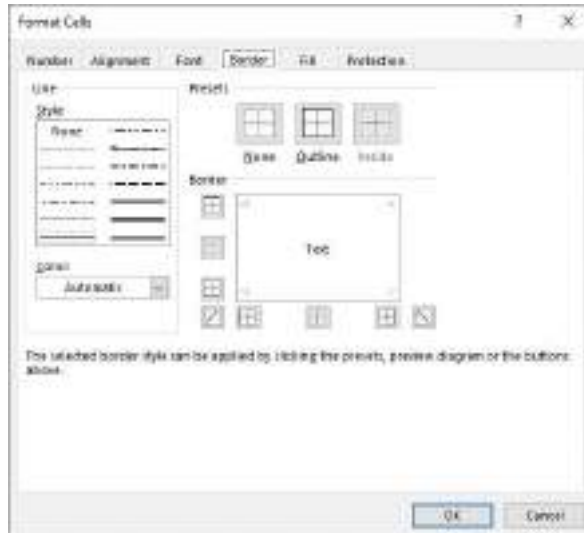 Format Cells ? ×
Number Alignment Font Border Fill Protection
Line
Style
None
Color
Automatic
Presets
None Outline Inside
Border
Text
The selected border style can be applied by clicking the presets, preview diagram or the buttons
above.
OK Cancel